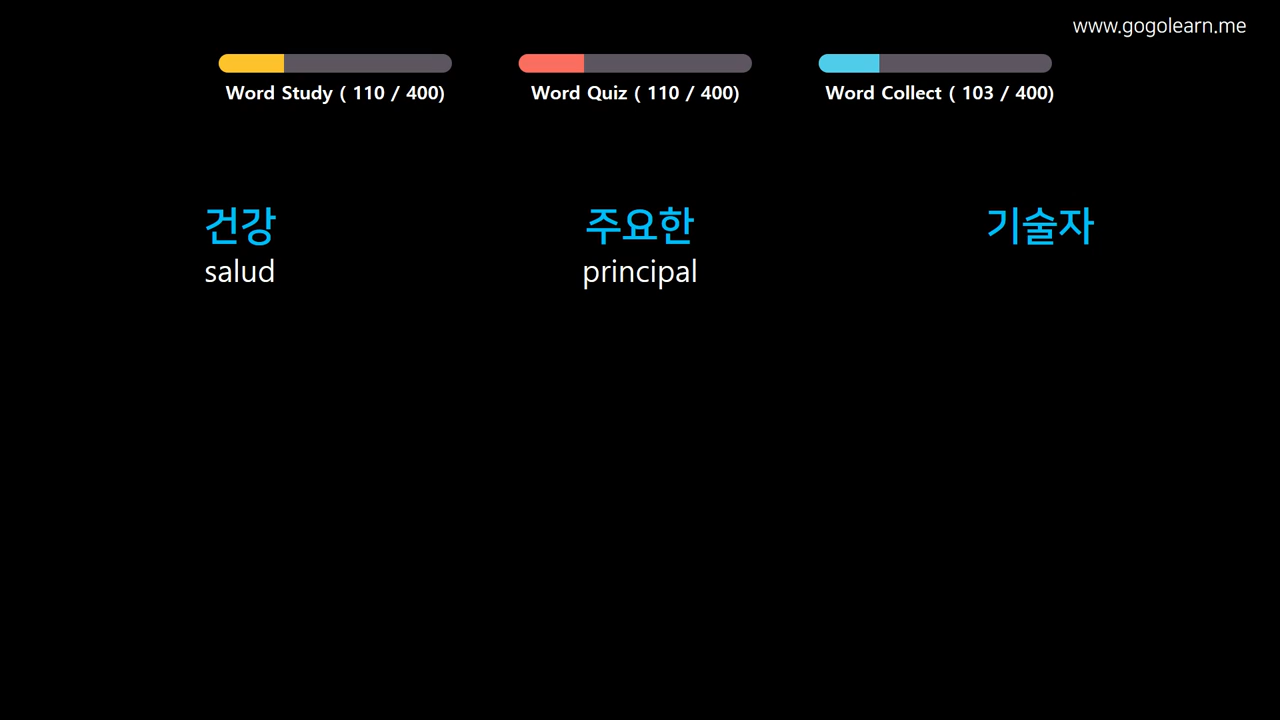 www.gogolearn.me
Word Study ( 110 / 400)
Word Quiz ( 110 / 400)
Word Collect ( 103 / 400)
건강
주요한
기술자
salud
principal